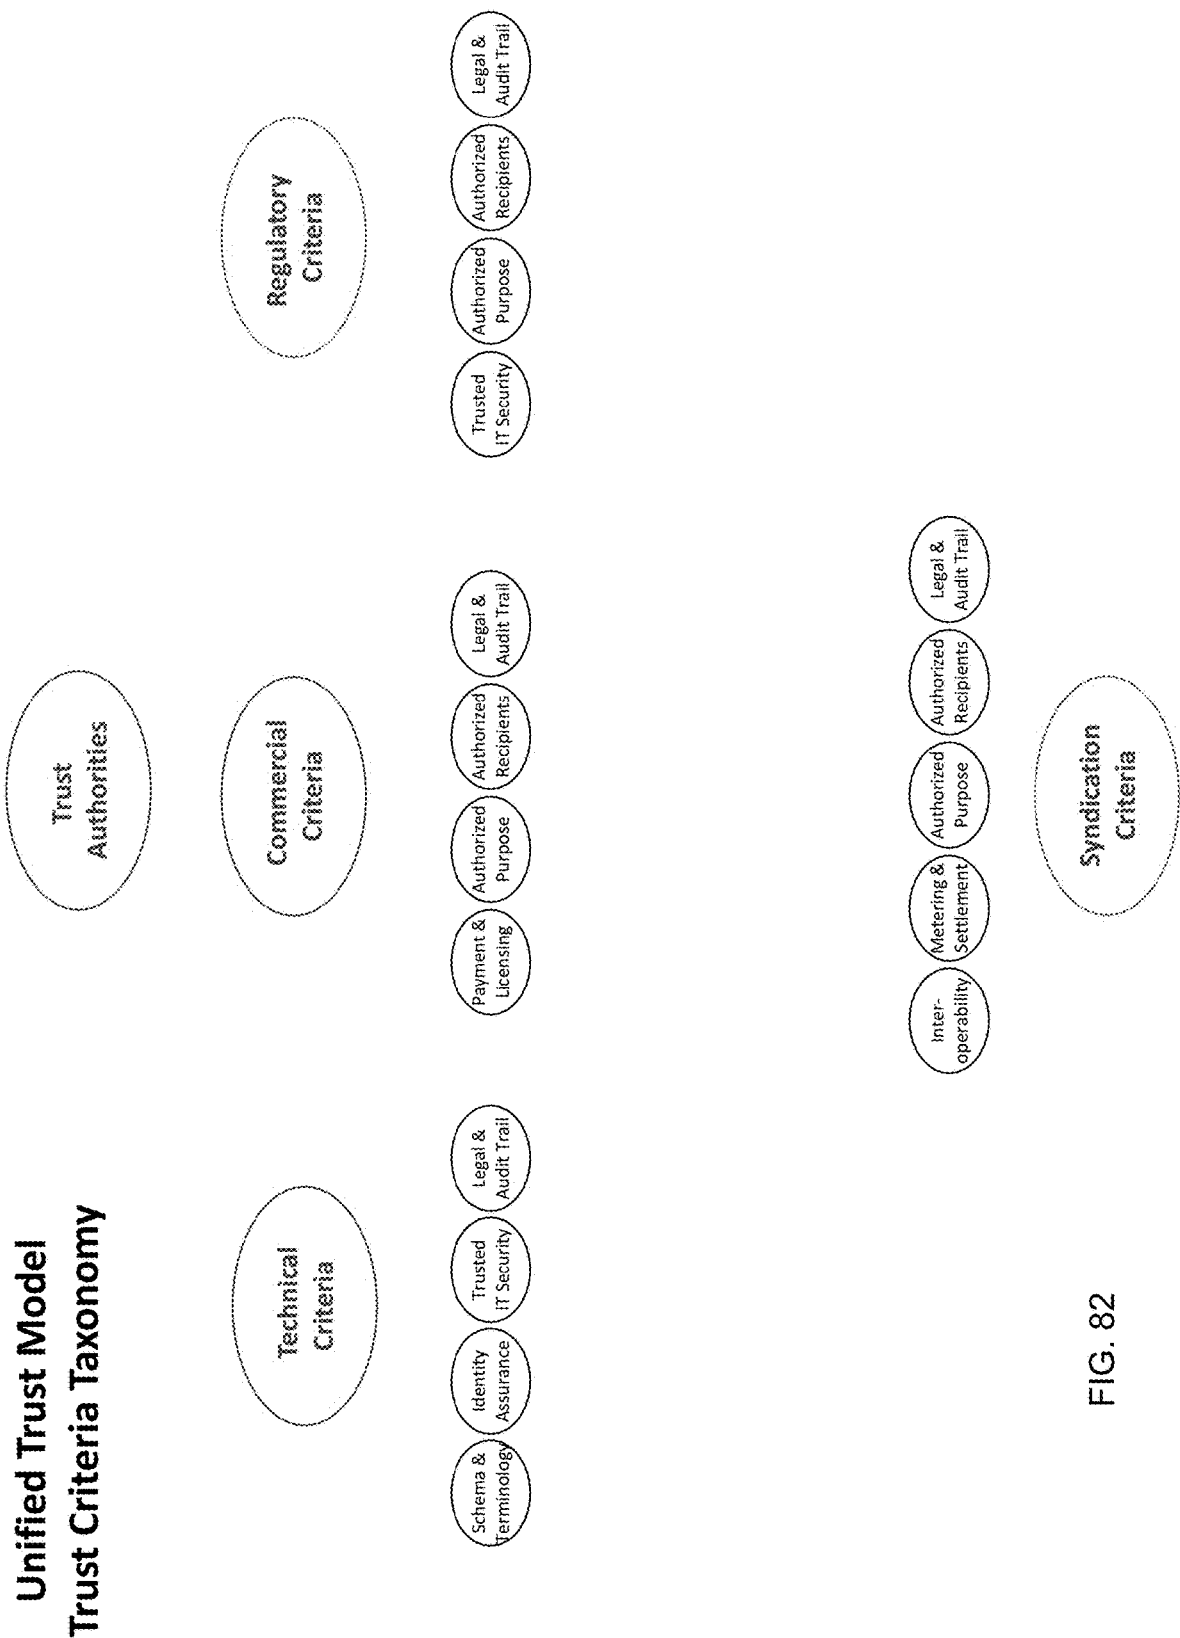 Unified Trust Model
Trust Criteria Taxonomy
Trust
Authorities
Technical
Criteria
Commercial
Criteria
Regulatory
Criteria
Schema &
Terminology
Identity
Assurance
Trusted
IT Security
Legal &
Audit Trail
Payment &
Licensing
Authorized
Purpose
Authorized
Recipients
Legal &
Audit Trail
Trusted
IT Security
Authorized
Purpose
Authorized
Recipients
Legal &
Audit Trail
Inter-
operability
Metering &
Settlement
Authorized
Purpose
Authorized
Recipients
Legal &
Audit Trail
Syndication
Criteria
FIG. 82